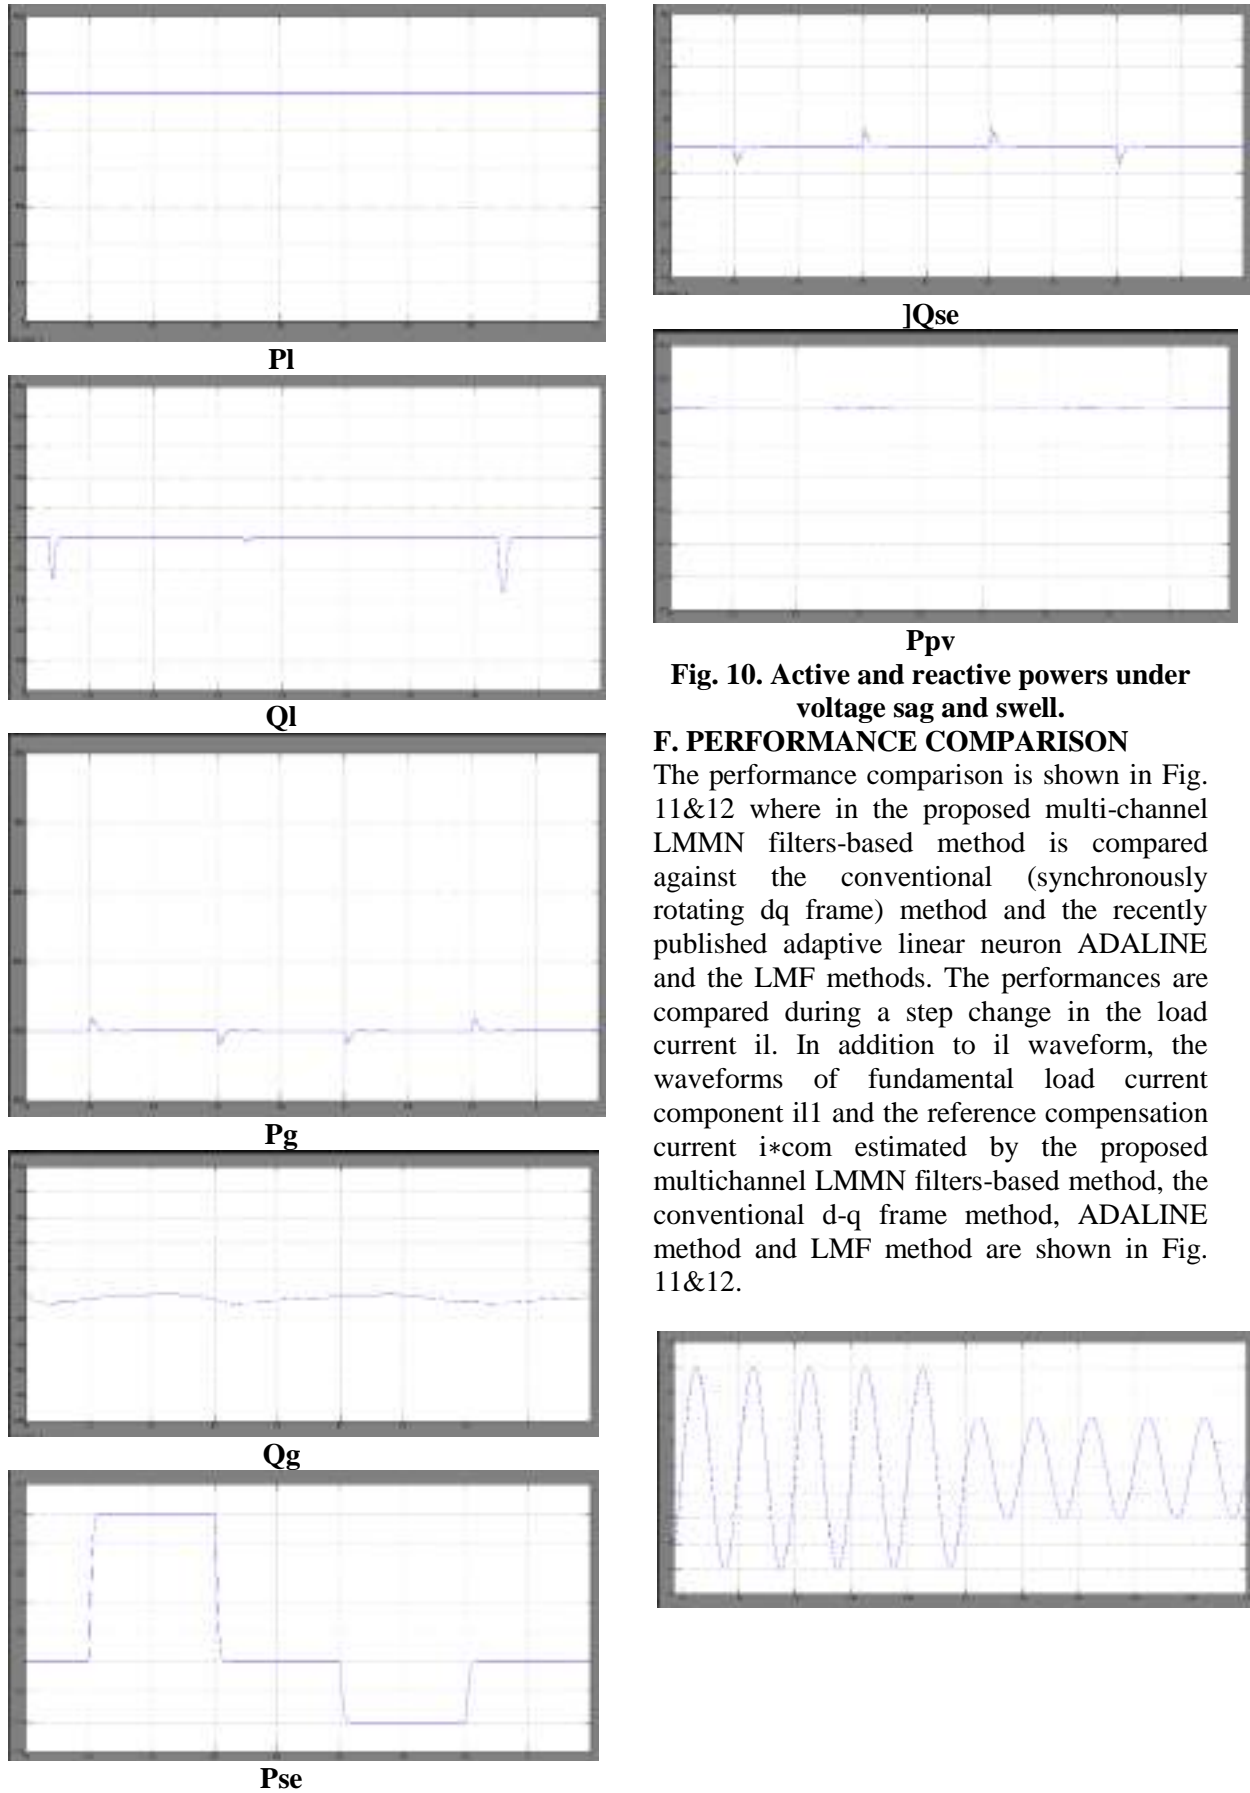 Pl
Ql
Pg
Qg
Pse
]Qse
Ppv
Fig. 10. Active and reactive powers under
voltage sag and swell.
F. PERFORMANCE COMPARISON
The performance comparison is shown in Fig.
11&12 where in the proposed multi-channel
LMMN filters-based method is compared
against the conventional (synchronously
rotating dq frame) method and the recently
published adaptive linear neuron ADALINE
and the LMF methods. The performances are
compared during a step change in the load
current il. In addition to il waveform, the
waveforms of fundamental load current
component il1 and the reference compensation
current i∗com estimated by the proposed
multichannel LMMN filters-based method, the
conventional d-q frame method, ADALINE
method and LMF method are shown in Fig.
11&12.